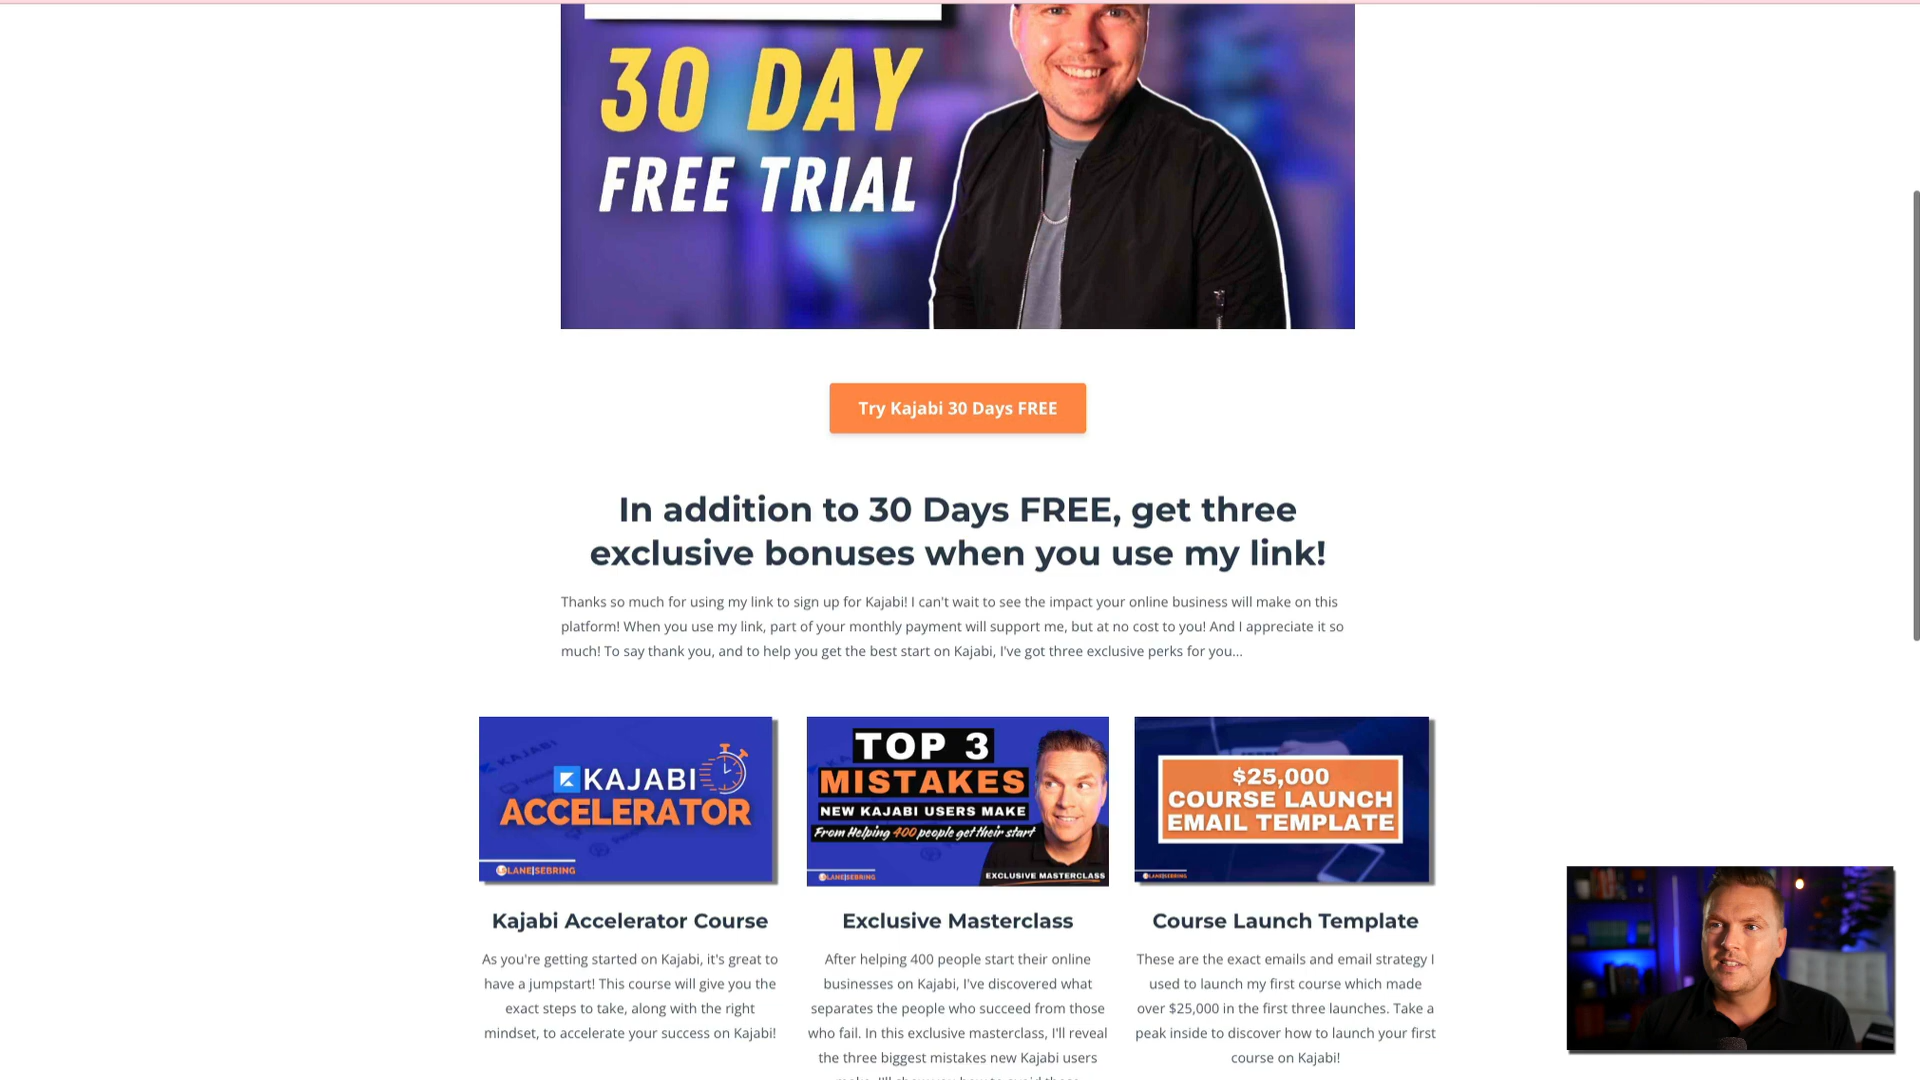 30 DAY
FREE TRIAL
Try Kajabi 30 Days FREE
In addition to 30 Days FREE, get three
exclusive bonuses when you use my link!
Thanks so much for using my link to sign up for Kajabi! I can't wait to see the impact your online business will make on this
platform! When you use my link, part of your monthly payment will support me, but at no cost to you! And I appreciate it so
much! To say thank you, and to help you get the best start on Kajabi, I've got three exclusive perks for you...
KAJABI
ACCELERATOR
LANE|SEBRING
Kajabi Accelerator Course
As you're getting started on Kajabi, it's great to
have a jumpstart! This course will give you the
exact steps to take, along with the right
mindset, to accelerate your success on Kajabi!
TOP 3
MISTAKES
NEW KAJABI USERS MAKE
From Helping 400 people get their start
LANE|SEBRING
EXCLUSIVE MASTERCLASS
Exclusive Masterclass
After helping 400 people start their online
businesses on Kajabi, I've discovered what
separates the people who succeed from those
who fail. In this exclusive masterclass, I'll reveal
the three biggest mistakes new Kajabi users
$25,000
COURSE LAUNCH
EMAIL TEMPLATE
LANE|SEBRING
Course Launch Template
These are the exact emails and email strategy I
used to launch my first course which made
over $25,000 in the first three launches. Take a
peak inside to discover how to launch your first
course on Kajabi!